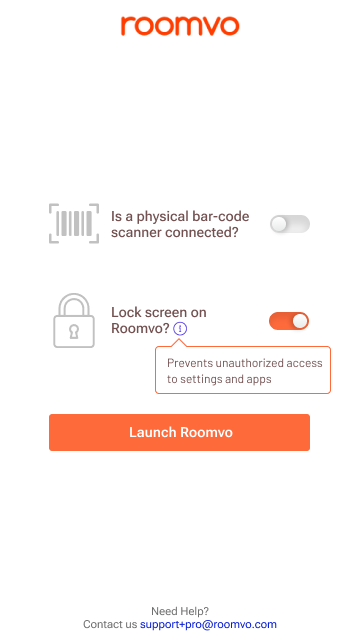 roomvo
Is a physical bar-code
scanner connected?
Lock screen on
Roomvo?
Prevents unauthorized access
to settings and apps
Launch Roomvo
Need Help?
Contact us support+pro@roomvo.com